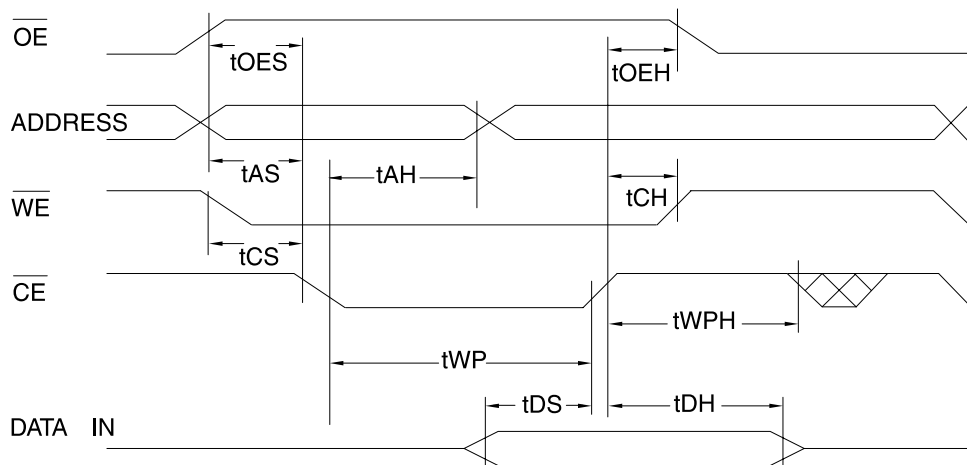 OE
tOES
tOEH
ADDRESS
tAS
tAH
tCH
WE
tCS
CE
tWPH
tWP
tDS
tDH
DATA IN